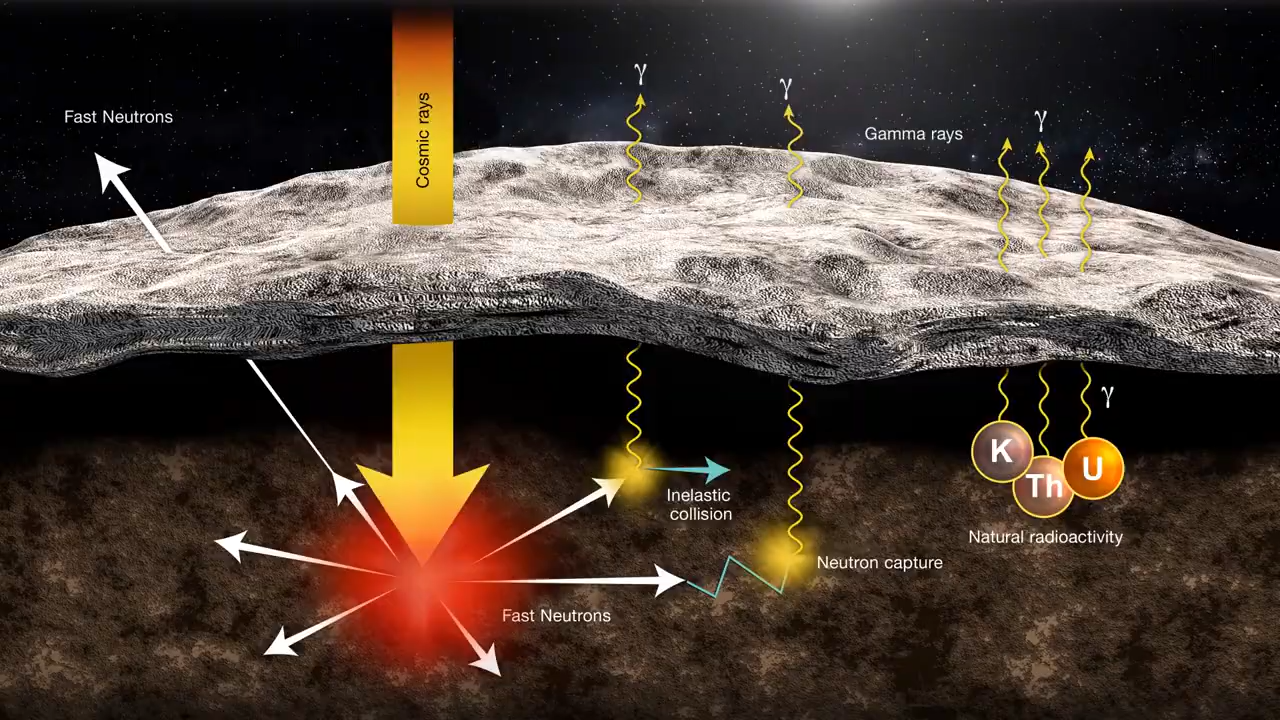 γ
γ
Fast Neutrons
Cosmic rays
Gamma rays
γ
γ
K
Th
U
Inelastic
collision
Natural radioactivity
Neutron capture
Fast Neutrons